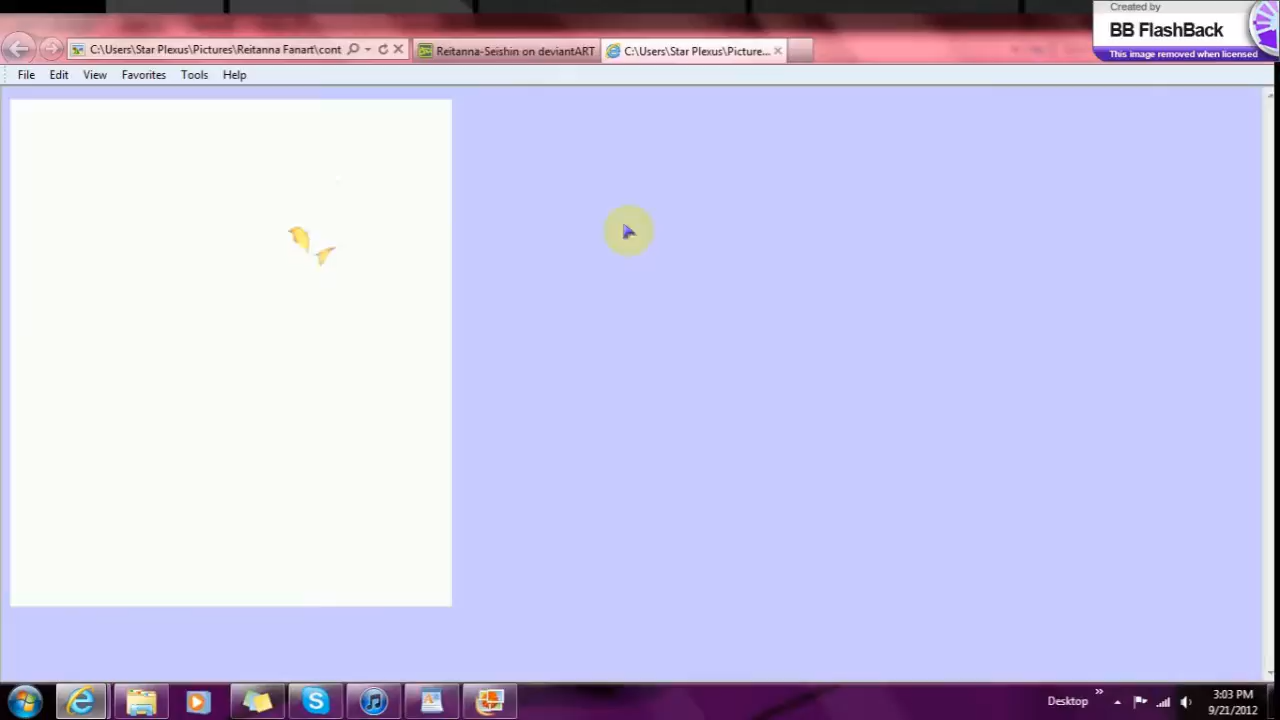 Created by
BB FlashBack
This image removed when licensed
C:\Users\Star Plexus\Pictures\Reitanna Fanart\cont
Reitanna-Seishin on deviantART
C:\Users\Star Plexus\Picture...
File Edit View Favorites Tools Help
Desktop
3:03 PM
9/21/2012